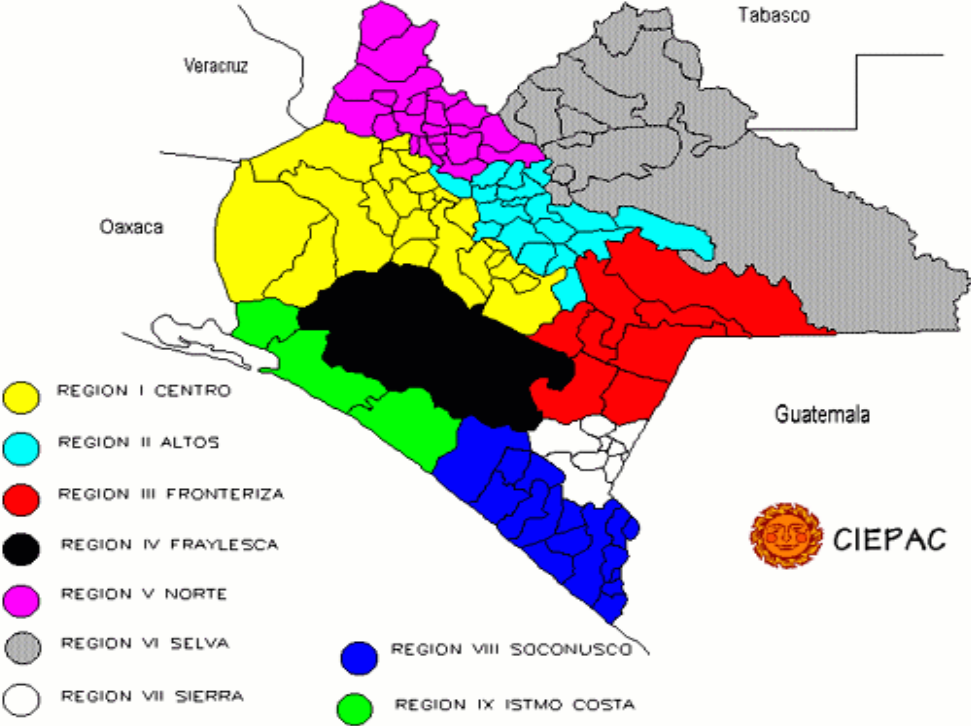 Tabasco
Veracruz
Oaxaca
Guatemala
REGION I CENTRO
REGION II ALTOS
REGION III FRONTERIZA
REGION IV FRAYLESCA
REGION V NORTE
REGION VI SELVA
REGION VII SIERRA
REGION VIII SOCONUSCO
REGION IX ISTMO COSTA
CIEPAC